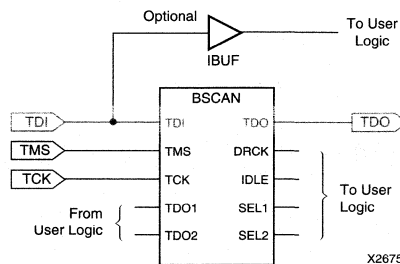 Optional
To User
Logic
IBUF
BSCAN
TDI
TDI
TDO
TDO
TMS
TMS
DRCK
TCK
TCK
IDLE
To User
Logic
From
User Logic
TDO1
SEL1
TDO2
SEL2
X2675